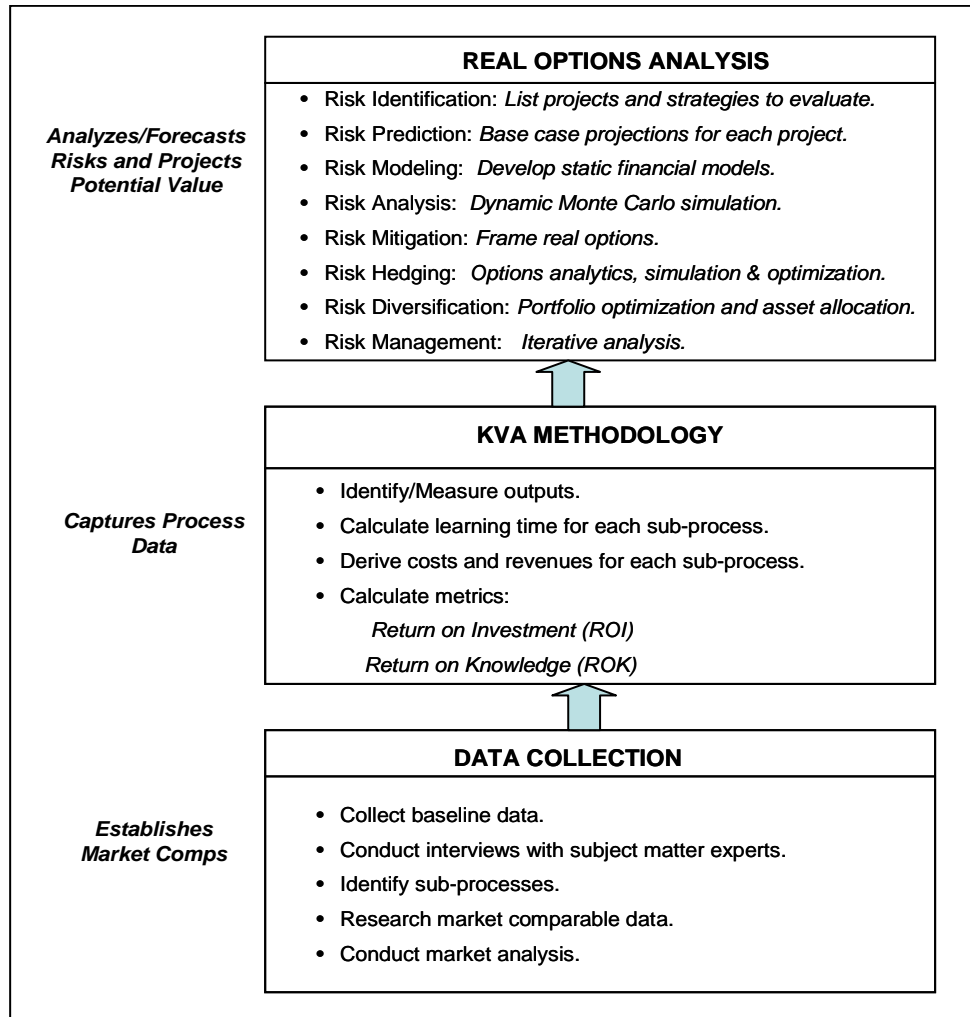 REAL OPTIONS ANALYSIS
Analyzes/Forecasts
Risks and Projects
Potential Value
• Risk Identification: List projects and strategies to evaluate.
• Risk Prediction: Base case projections for each project.
• Risk Modeling: Develop static financial models.
• Risk Analysis: Dynamic Monte Carlo simulation.
• Risk Mitigation: Frame real options.
• Risk Hedging: Options analytics, simulation & optimization.
• Risk Diversification: Portfolio optimization and asset allocation.
• Risk Management: Iterative analysis.
KVA METHODOLOGY
Captures Process
Data
• Identify/Measure outputs.
• Calculate learning time for each sub-process.
• Derive costs and revenues for each sub-process.
• Calculate metrics:
Return on Investment (ROI)
Return on Knowledge (ROK)
DATA COLLECTION
Establishes
Market Comps
• Collect baseline data.
• Conduct interviews with subject matter experts.
• Identify sub-processes.
• Research market comparable data.
• Conduct market analysis.